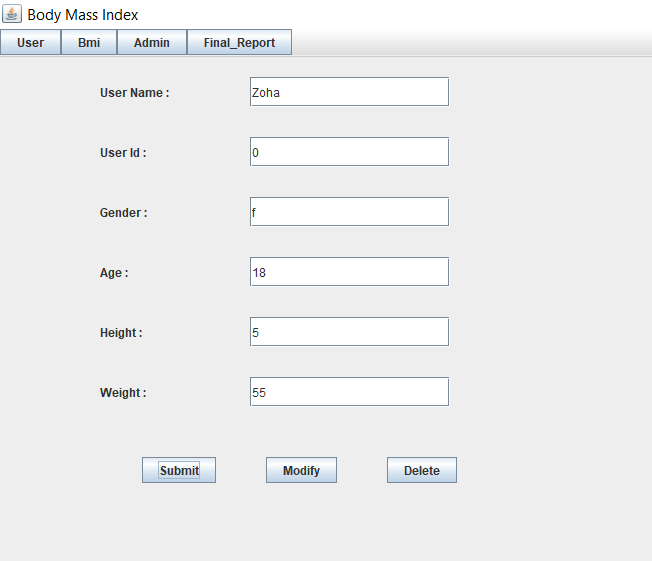 Body Mass Index
User Bmi Admin Final_Report
User Name : Zoha
User Id : 0
Gender : f
Age : 18
Height : 5
Weight : 55
Submit Modify Delete